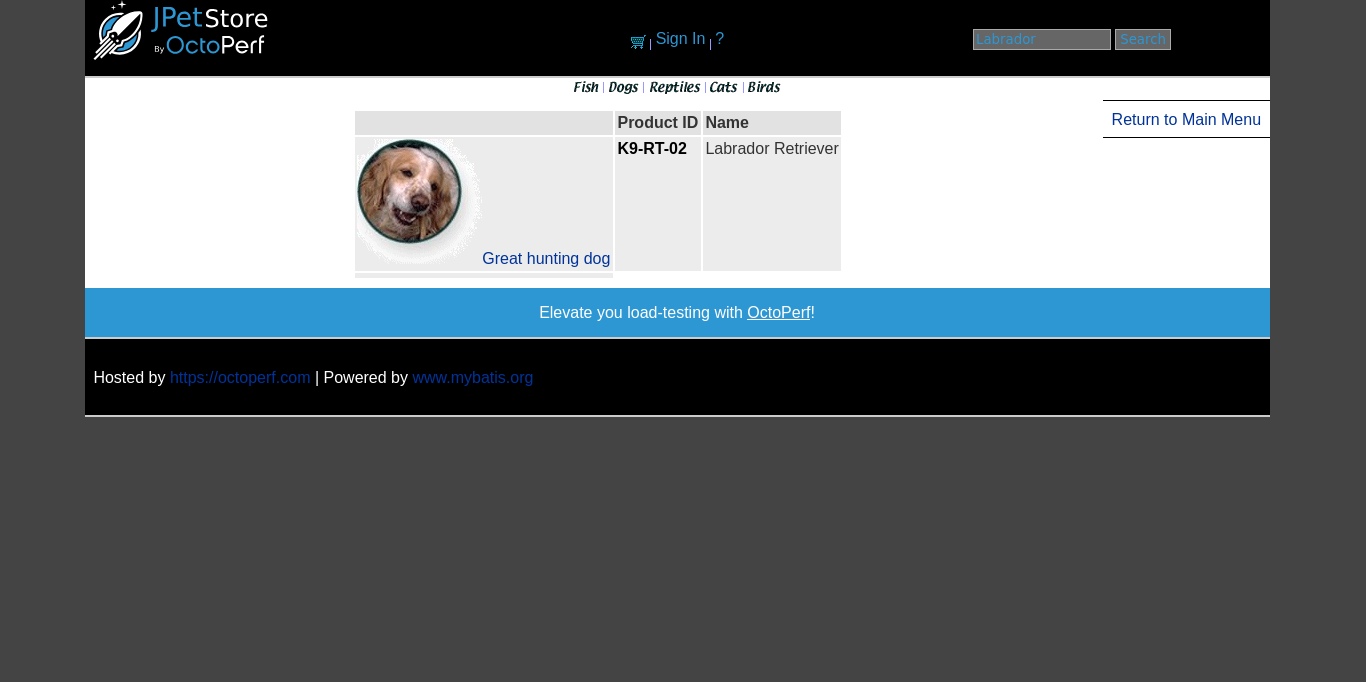 JPetStore
By OctoPerf
Sign In ?
Labrador Search
Fish Dogs Reptiles Cats Birds
Return to Main Menu
Product ID Name
Great hunting dog K9-RT-02 Labrador Retriever
Elevate you load-testing with OctoPerf!
Hosted by https://octoperf.com | Powered by www.mybatis.org